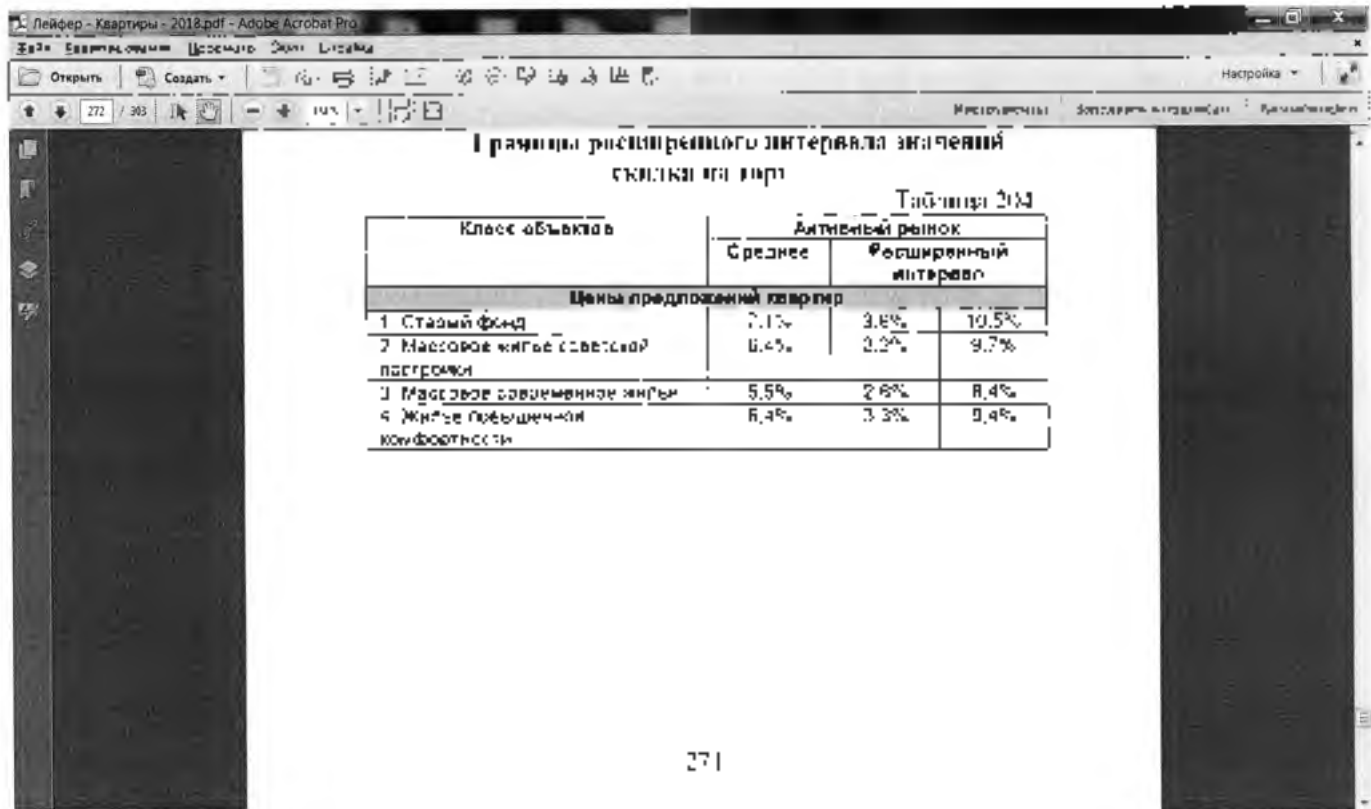 Лейфер - Квартиры - 2018.pdf - Adobe Acrobat Pro
Открыть Создать Настройка
272 / 303
Границы расширенного интервала значений
скидки на торг
Таблица 204
Класс объектов Активный рынок
Среднее Расширенный
интервал
Цены предложений квартир
1. Старый фонд 7,1% 3,6% 10,5%
2. Массовое жилье советской 6,4% 9,7%
постройки
3. Массовое современное жилье 5,5% 2,6% 8,4%
4. Жилье повышенной 6,4% 3,3% 9,4%
комфортности
271